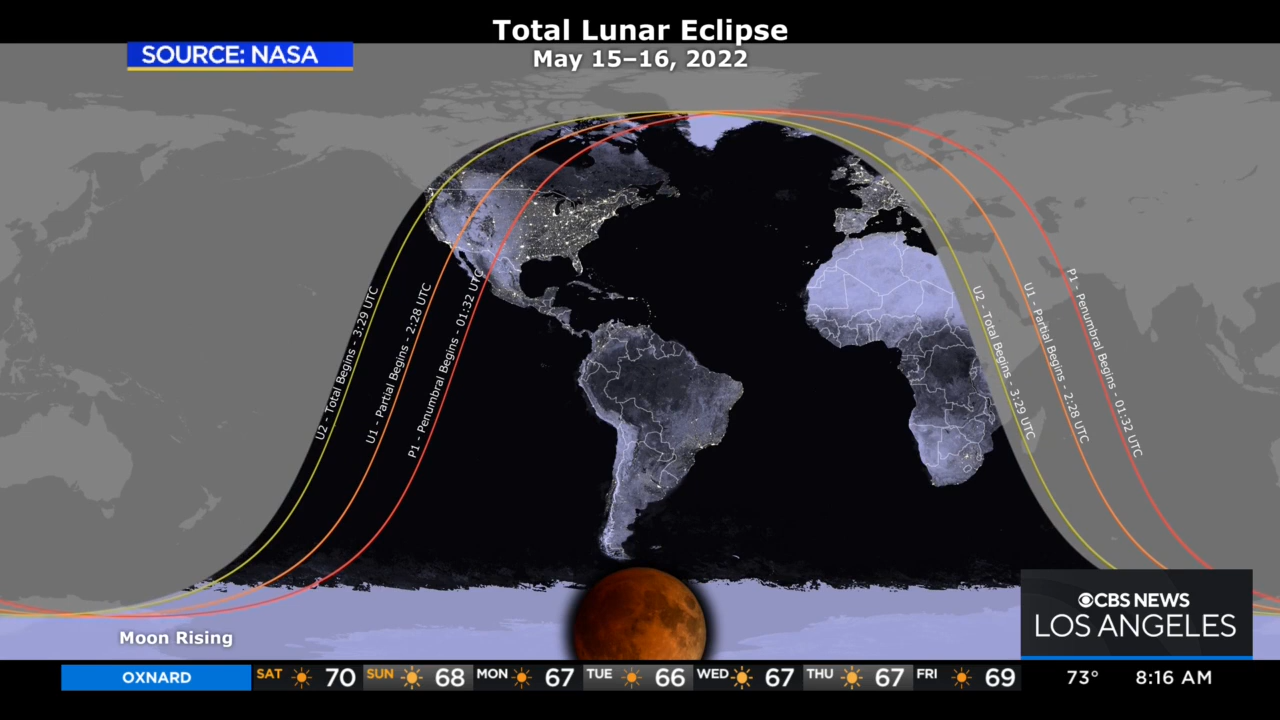 Total Lunar Eclipse
May 15–16, 2022
SOURCE: NASA
U2 - Total Begins - 3:29 UTC
U1 - Partial Begins - 2:28 UTC
P1 - Penumbral Begins - 01:32 UTC
U2 - Total Begins - 3:29 UTC
U1 - Partial Begins - 2:28 UTC
P1 - Penumbral Begins - 01:32 UTC
Moon Rising
CBS NEWS
LOS ANGELES
OXNARD SAT 70 SUN 68 MON 67 TUE 66 WED 67 THU 67 FRI 69 73° 8:16 AM